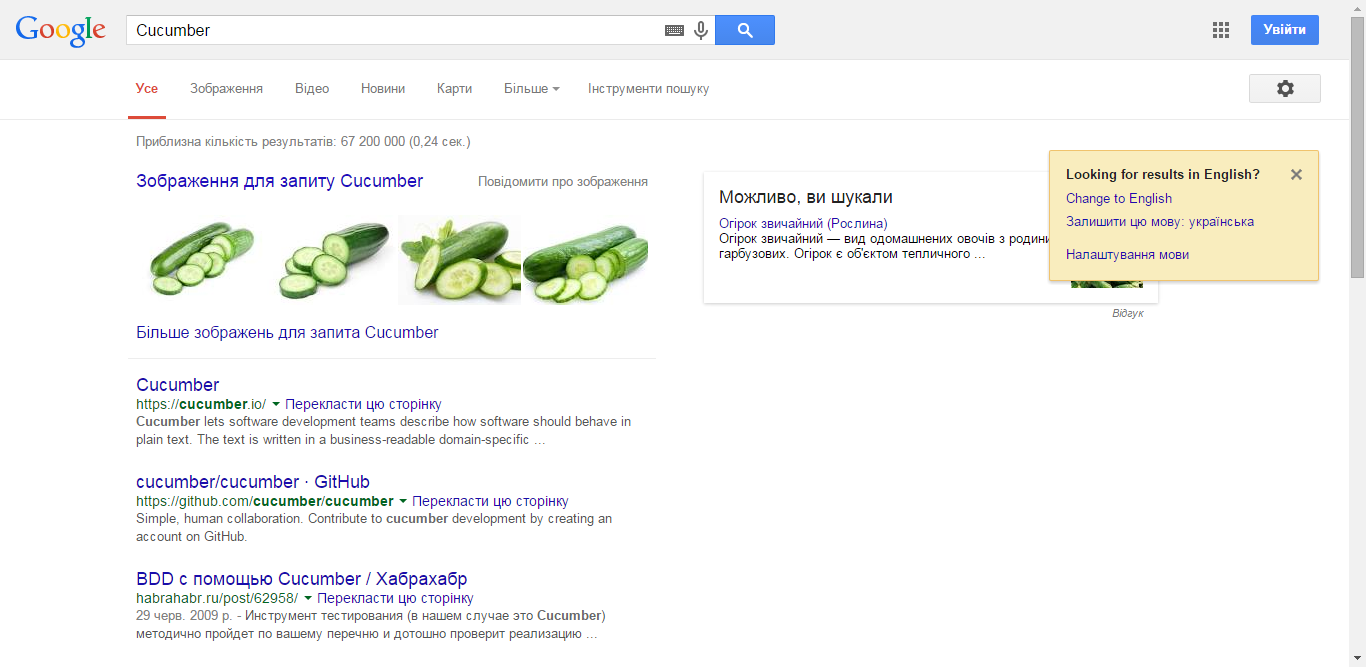 Google
Cucumber
Увійти
Усе
Зображення
Відео
Новини
Карти
Більше
Інструменти пошуку
Приблизна кількість результатів: 67 200 000 (0,24 сек.)
Зображення для запиту Cucumber
Повідомити про зображення
Більше зображень для запита Cucumber
Cucumber
https://cucumber.io/ Перекласти цю сторінку
Cucumber lets software development teams describe how software should behave in
plain text. The text is written in a business-readable domain-specific ...
cucumber/cucumber · GitHub
https://github.com/cucumber/cucumber Перекласти цю сторінку
Simple, human collaboration. Contribute to cucumber development by creating an
account on GitHub.
BDD с помощью Cucumber / Хабрахабр
habrahabr.ru/post/62958/ Перекласти цю сторінку
29 черв. 2009 р. - Инструмент тестирования (в нашем случае это Cucumber)
методично пройдет по вашему перечню и дотошно проверит реализацию ...
Можливо, ви шукали
Огірок звичайний (Рослина)
Огірок звичайний — вид одомашнених овочів з родини
гарбузових. Огірок є об'єктом тепличного ...
Відгук
Looking for results in English?
Change to English
Залишити цю мову: українська
Налаштування мови